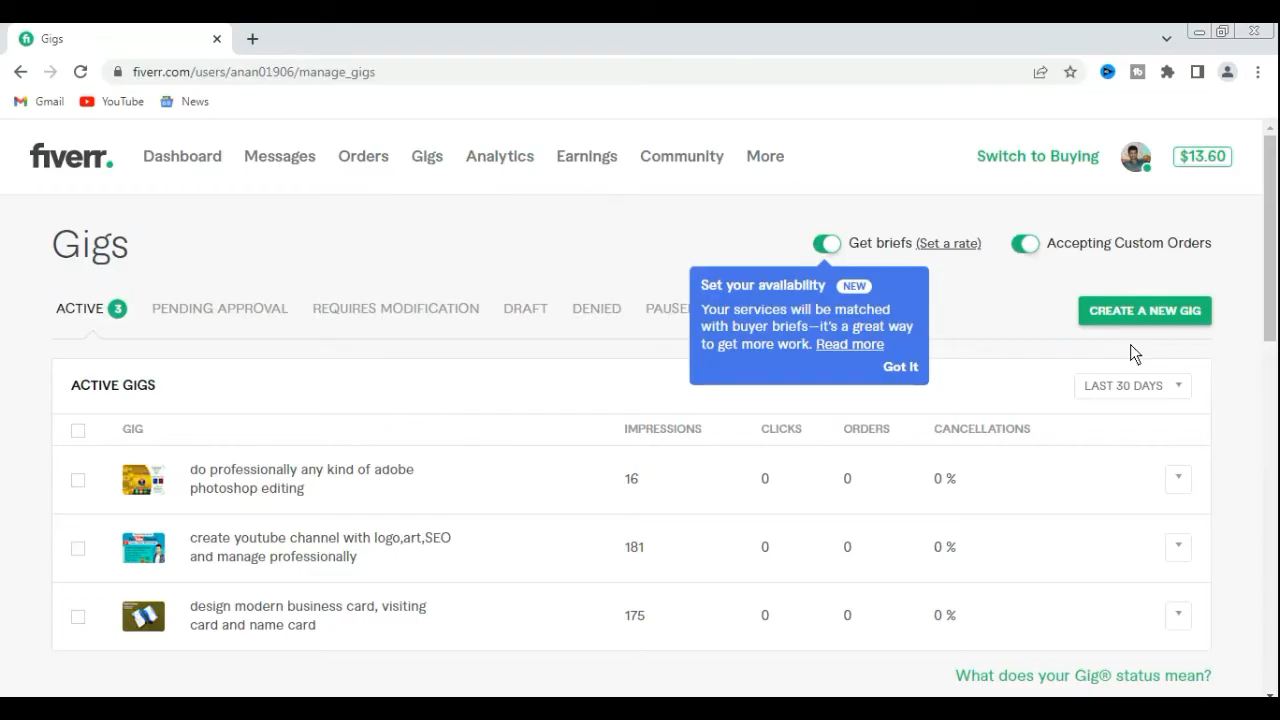 Gigs
fiverr.com/users/anan01906/manage_gigs
Gmail YouTube News
fiverr. Dashboard Messages Orders Gigs Analytics Earnings Community More Switch to Buying $13.60
Gigs
Get briefs (Set a rate) Accepting Custom Orders
Set your availability NEW
Your services will be matched
with buyer briefs—it's a great way
to get more work. Read more
Got It
ACTIVE 3 PENDING APPROVAL REQUIRES MODIFICATION DRAFT DENIED PAUS
CREATE A NEW GIG
ACTIVE GIGS LAST 30 DAYS
GIG IMPRESSIONS CLICKS ORDERS CANCELLATIONS
do professionally any kind of adobe
photoshop editing
16 0 0 0 %
create youtube channel with logo,art,SEO
and manage professionally
181 0 0 0 %
design modern business card, visiting
card and name card
175 0 0 0 %
What does your Gig® status mean?